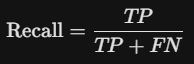 Recall = TP / (TP + FN)